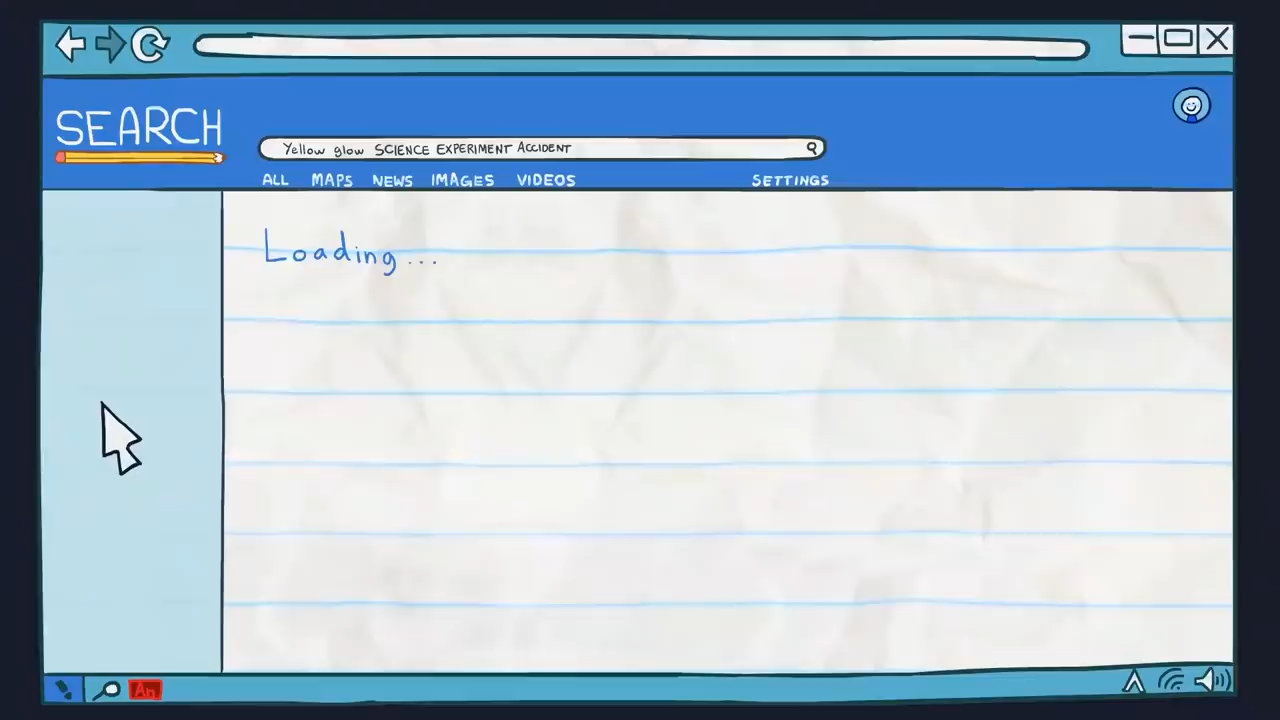 SEARCH
Yellow glow SCIENCE EXPERIMENT ACCIDENT
ALL MAPS NEWS IMAGES VIDEOS SETTINGS
Loading...
An